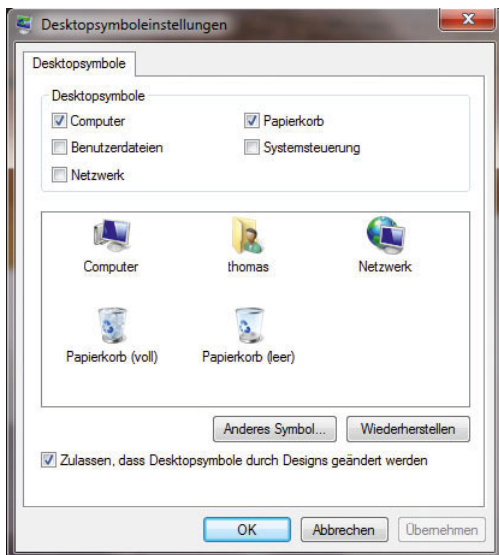 Desktopsymboleinstellungen
Desktopsymbole
Desktopsymbole
Computer Papierkorb
Benutzerdateien Systemsteuerung
Netzwerk
Computer thomas Netzwerk
Papierkorb (voll) Papierkorb (leer)
Anderes Symbol... Wiederherstellen
Zulassen, dass Desktopsymbole durch Designs geändert werden
OK Abbrechen Übernehmen